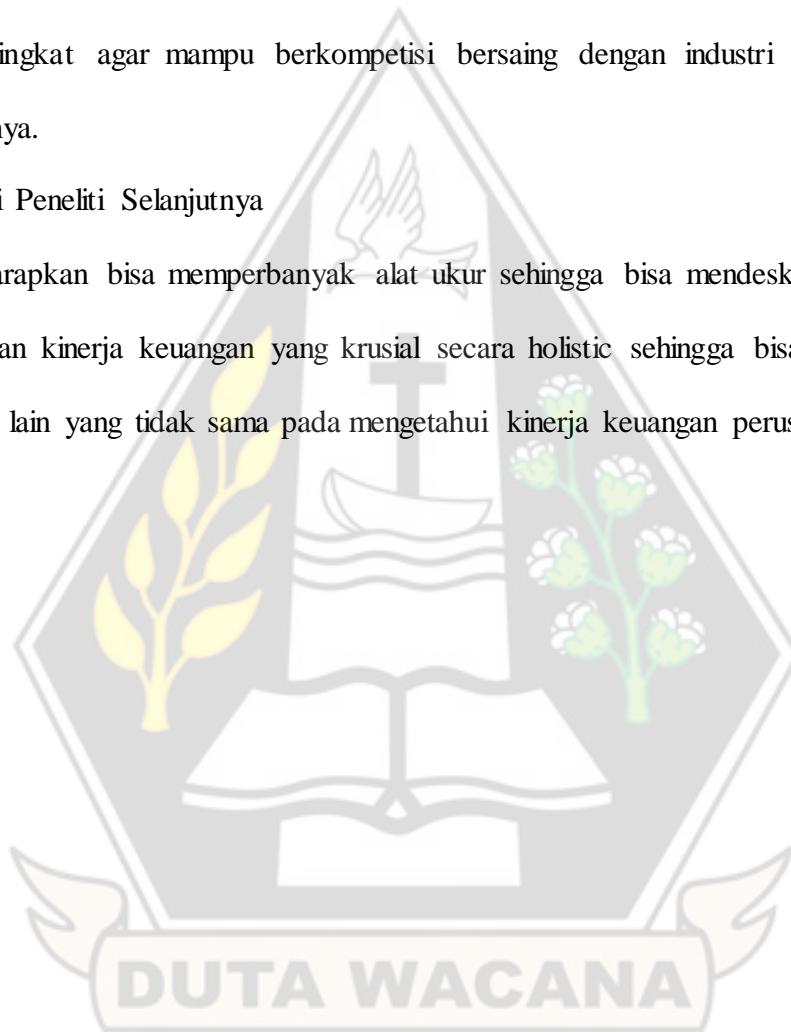 ingkat agar mampu berkompetisi bersaing dengan industri
nya.
i Peneliti Selanjutnya
arapkan bisa memperbanyak alat ukur sehingga bisa mendesk
an kinerja keuangan yang krusial secara holistic sehingga bisa
lain yang tidak sama pada mengetahui kinerja keuangan perus
DUTA WACANA